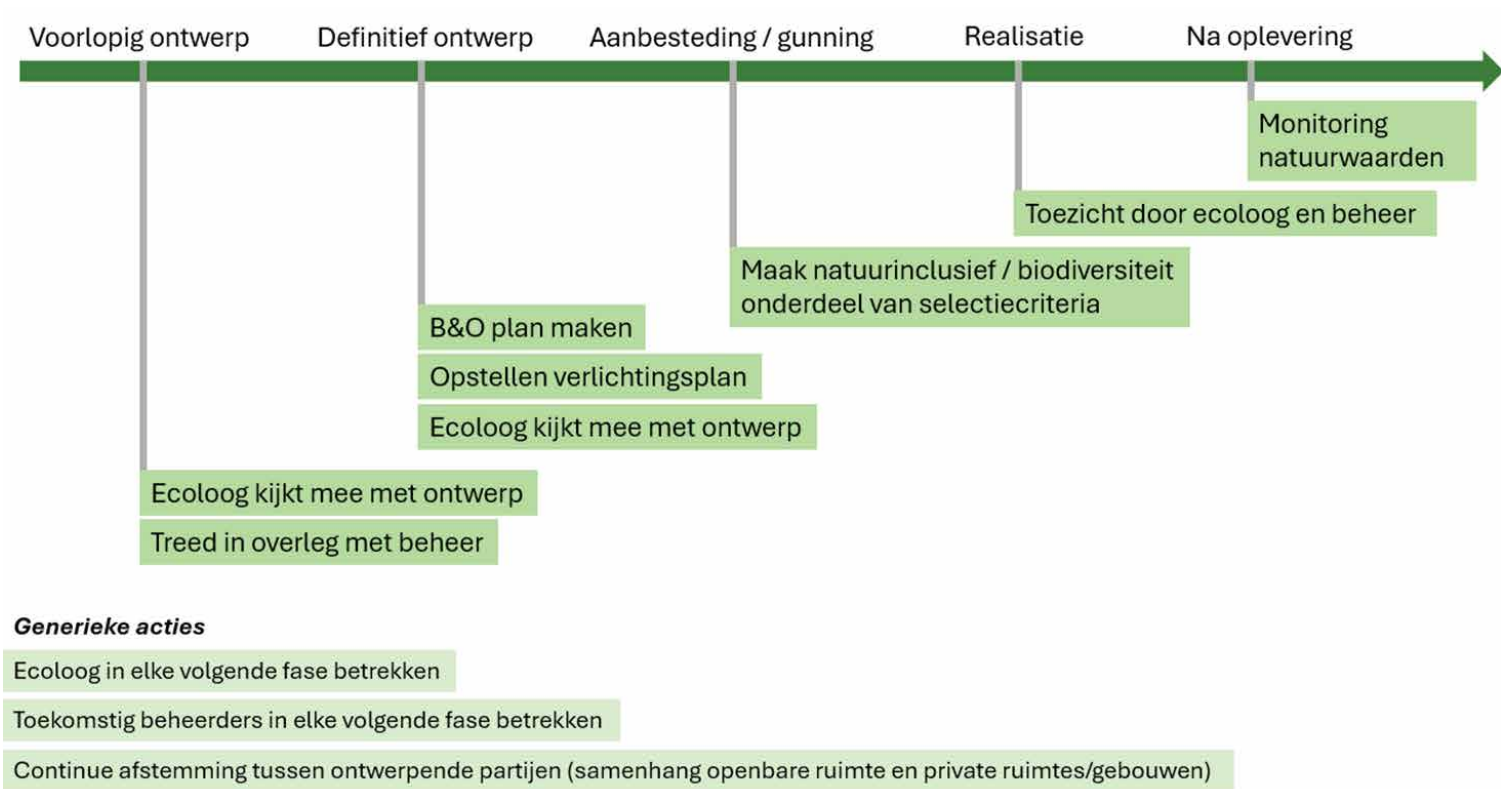 Voorlopig ontwerp
Definitief ontwerp
Aanbesteding / gunning
Realisatie
Na oplevering
Monitoring
natuurwaarden
Toezicht door ecoloog en beheer
Maak natuurinclusief / biodiversiteit
onderdeel van selectiecriteria
B&O plan maken
Opstellen verlichtingsplan
Ecoloog kijkt mee met ontwerp
Ecoloog kijkt mee met ontwerp
Treed in overleg met beheer
Generieke acties
Ecoloog in elke volgende fase betrekken
Toekomstig beheerders in elke volgende fase betrekken
Continue afstemming tussen ontwerpende partijen (samenhang openbare ruimte en private ruimtes/gebouwen)